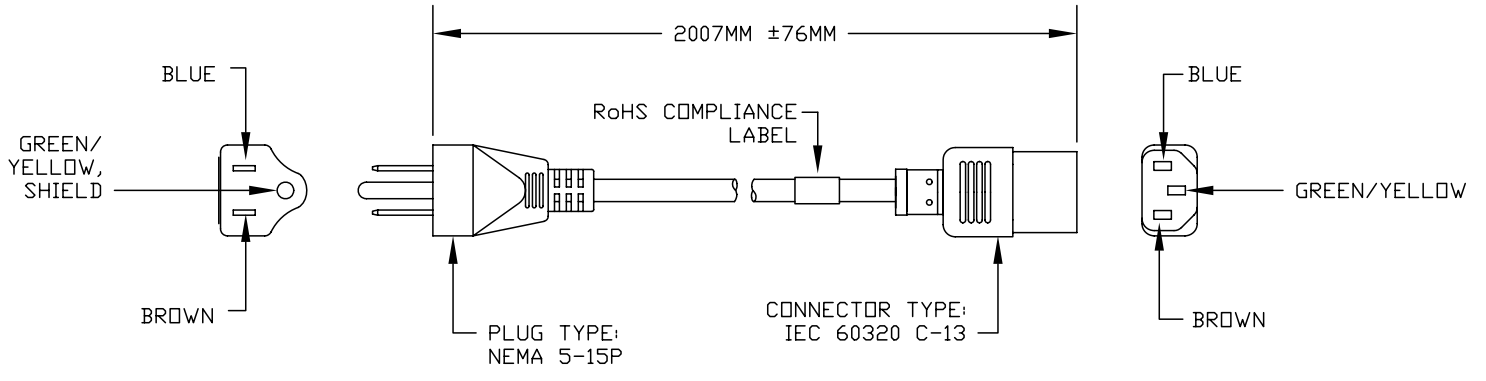 2007MM ±76MM
BLUE
BLUE
RoHS COMPLIANCE
LABEL
GREEN/
YELLOW,
SHIELD
GREEN/YELLOW
BROWN
CONNECTOR TYPE:
IEC 60320 C-13
BROWN
PLUG TYPE:
NEMA 5-15P